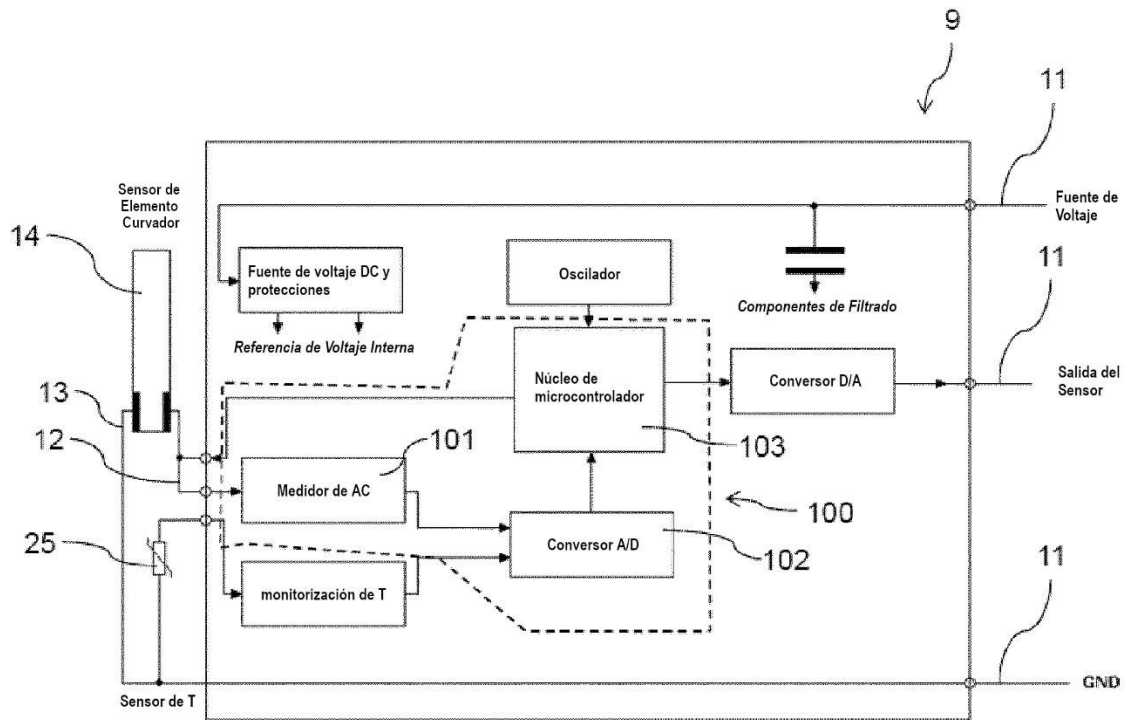 9
11
Fuente de
Voltaje
Sensor de
Elemento
Curvador
14
Fuente de voltaje DC y
protecciones
Oscilador
Componentes de Filtrado
11
Referencia de Voltaje Interna
Núcleo de
microcontrolador
Conversor D/A
Salida del
Sensor
13
12
101
103
Medidor de AC
100
25
Conversor A/D
102
monitorización de T
11
Sensor de T
GND